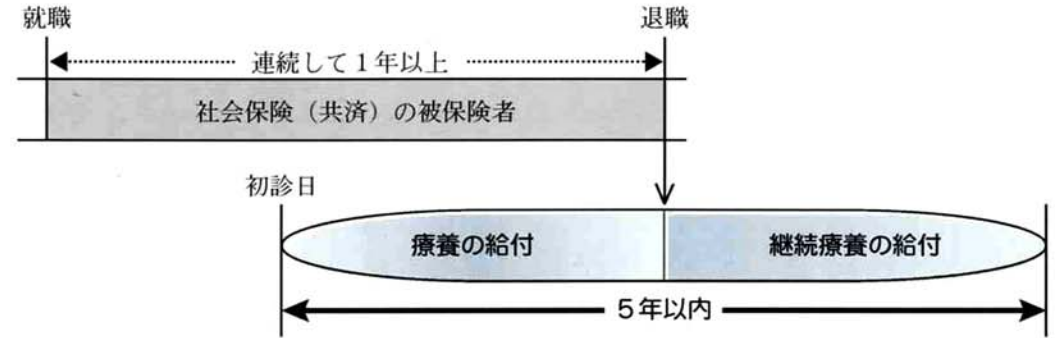 就職
退職
連続して１年以上
社会保険（共済）の被保険者
初診日
療養の給付
継続療養の給付
５年以内